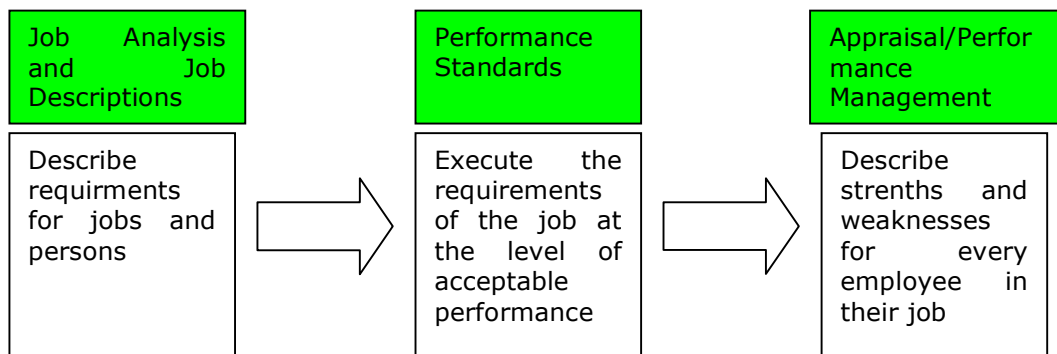 Job Analysis
and Job
Descriptions
Describe
requirments
for jobs and
persons
Performance
Standards
Execute the
requirements
of the job at
the level of
acceptable
performance
Appraisal/Perfor
mance
Management
Describe
strenths and
weaknesses
for every
employee in
their job